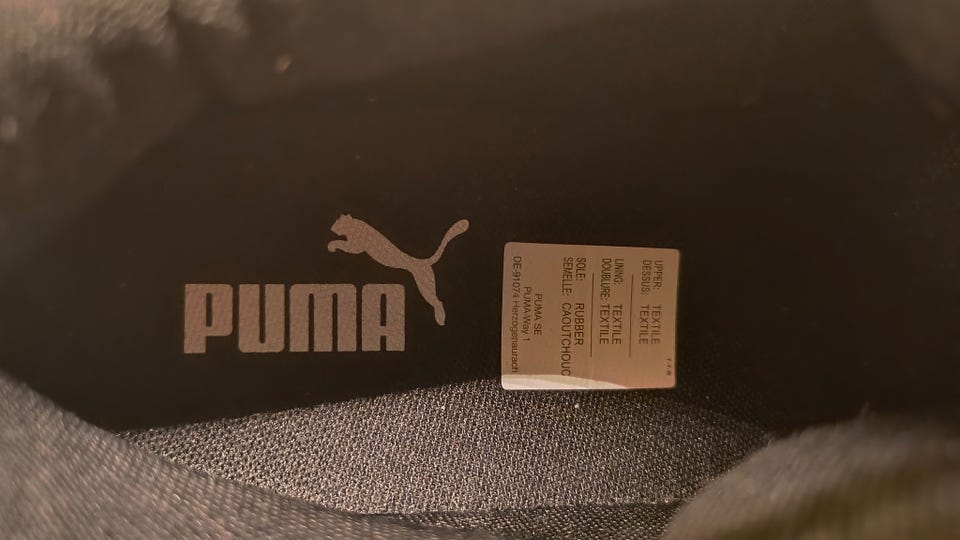 PUMA
UPPER: TEXTILE
DESSUS: TEXTILE
LINING: TEXTILE
DOUBLURE: TEXTILE
SOLE: RUBBER
SEMELLE: CAOUTCHOUC
PUMA SE
PUMA-Way 1
DE-91074 Herzogenaurach